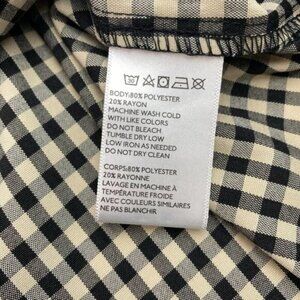 BODY:80% POLYESTER
20% RAYON
MACHINE WASH COLD
WITH LIKE COLORS
DO NOT BLEACH
TUMBLE DRY LOW
LOW IRON AS NEEDED
DO NOT DRY CLEAN
CORPS:80% POLYESTER
20% RAYONNE
LAVAGE EN MACHINE À
TEMPÉRATURE FROIDE
AVEC COULEURS SIMILAIRES
NE PAS BLANCHIR